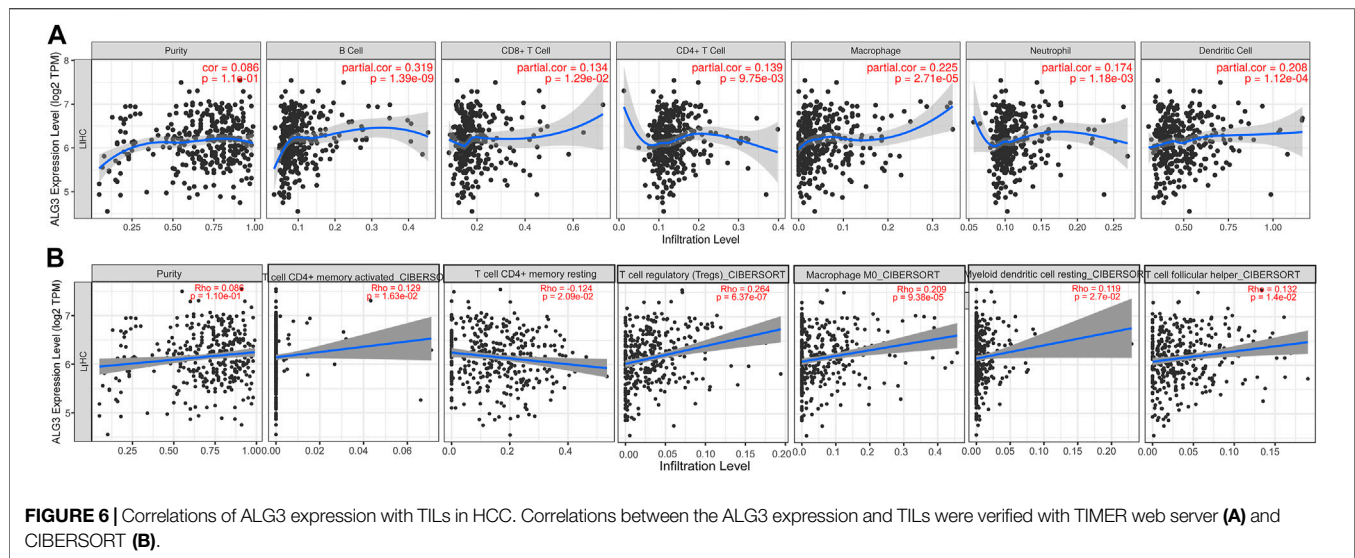 A
Purity
B Cell
CD8+ T Cell
CD4+ T Cell
Macrophage
Neutrophil
Dendritic Cell
cor = 0.086
p = 1.1e-01
partial.cor = 0.319
p = 1.39e-09
partial.cor = 0.134
p = 1.29e-02
partial.cor = 0.139
p = 9.75e-03
partial.cor = 0.225
p = 2.71e-05
partial.cor = 0.174
p = 1.18e-03
partial.cor = 0.208
p = 1.12e-04
ALG3 Expression Level (log2 TPM)
LIHC
8
7
6
5
0.25 0.50 0.75 1.00
0.1 0.2 0.3 0.4
0.2 0.4 0.6
0.0 0.1 0.2 0.3 0.4
0.0 0.1 0.2 0.3
0.05 0.10 0.15 0.20 0.25
0.50 0.75 1.00
Infiltration Level
B
Purity
T cell CD4+ memory activated_CIBERSO
T cell CD4+ memory resting
T cell regulatory (Tregs)_CIBERSORT
Macrophage M0_CIBERSORT
Myeloid dendritic cell resting_CIBERSORT
T cell follicular helper_CIBERSORT
Rho = 0.086
p = 1.10e-01
Rho = 0.129
p = 1.63e-02
Rho = -0.124
p = 2.09e-02
Rho = 0.264
p = 6.37e-07
Rho = 0.209
p = 9.38e-05
Rho = 0.119
p = 2.7e-02
Rho = 0.132
p = 1.4e-02
ALG3 Expression Level (log2 TPM)
LIHC
7
6
5
0.25 0.50 0.75 1.00
0.00 0.02 0.04 0.06
0.0 0.2 0.4
0.00 0.05 0.10 0.15 0.20
0.0 0.1 0.2 0.3 0.4
0.00 0.05 0.10 0.15 0.20
0.00 0.05 0.10 0.15
Infiltration Level
FIGURE 6 | Correlations of ALG3 expression with TILs in HCC. Correlations between the ALG3 expression and TILs were verified with TIMER web server (A) and
CIBERSORT (B).